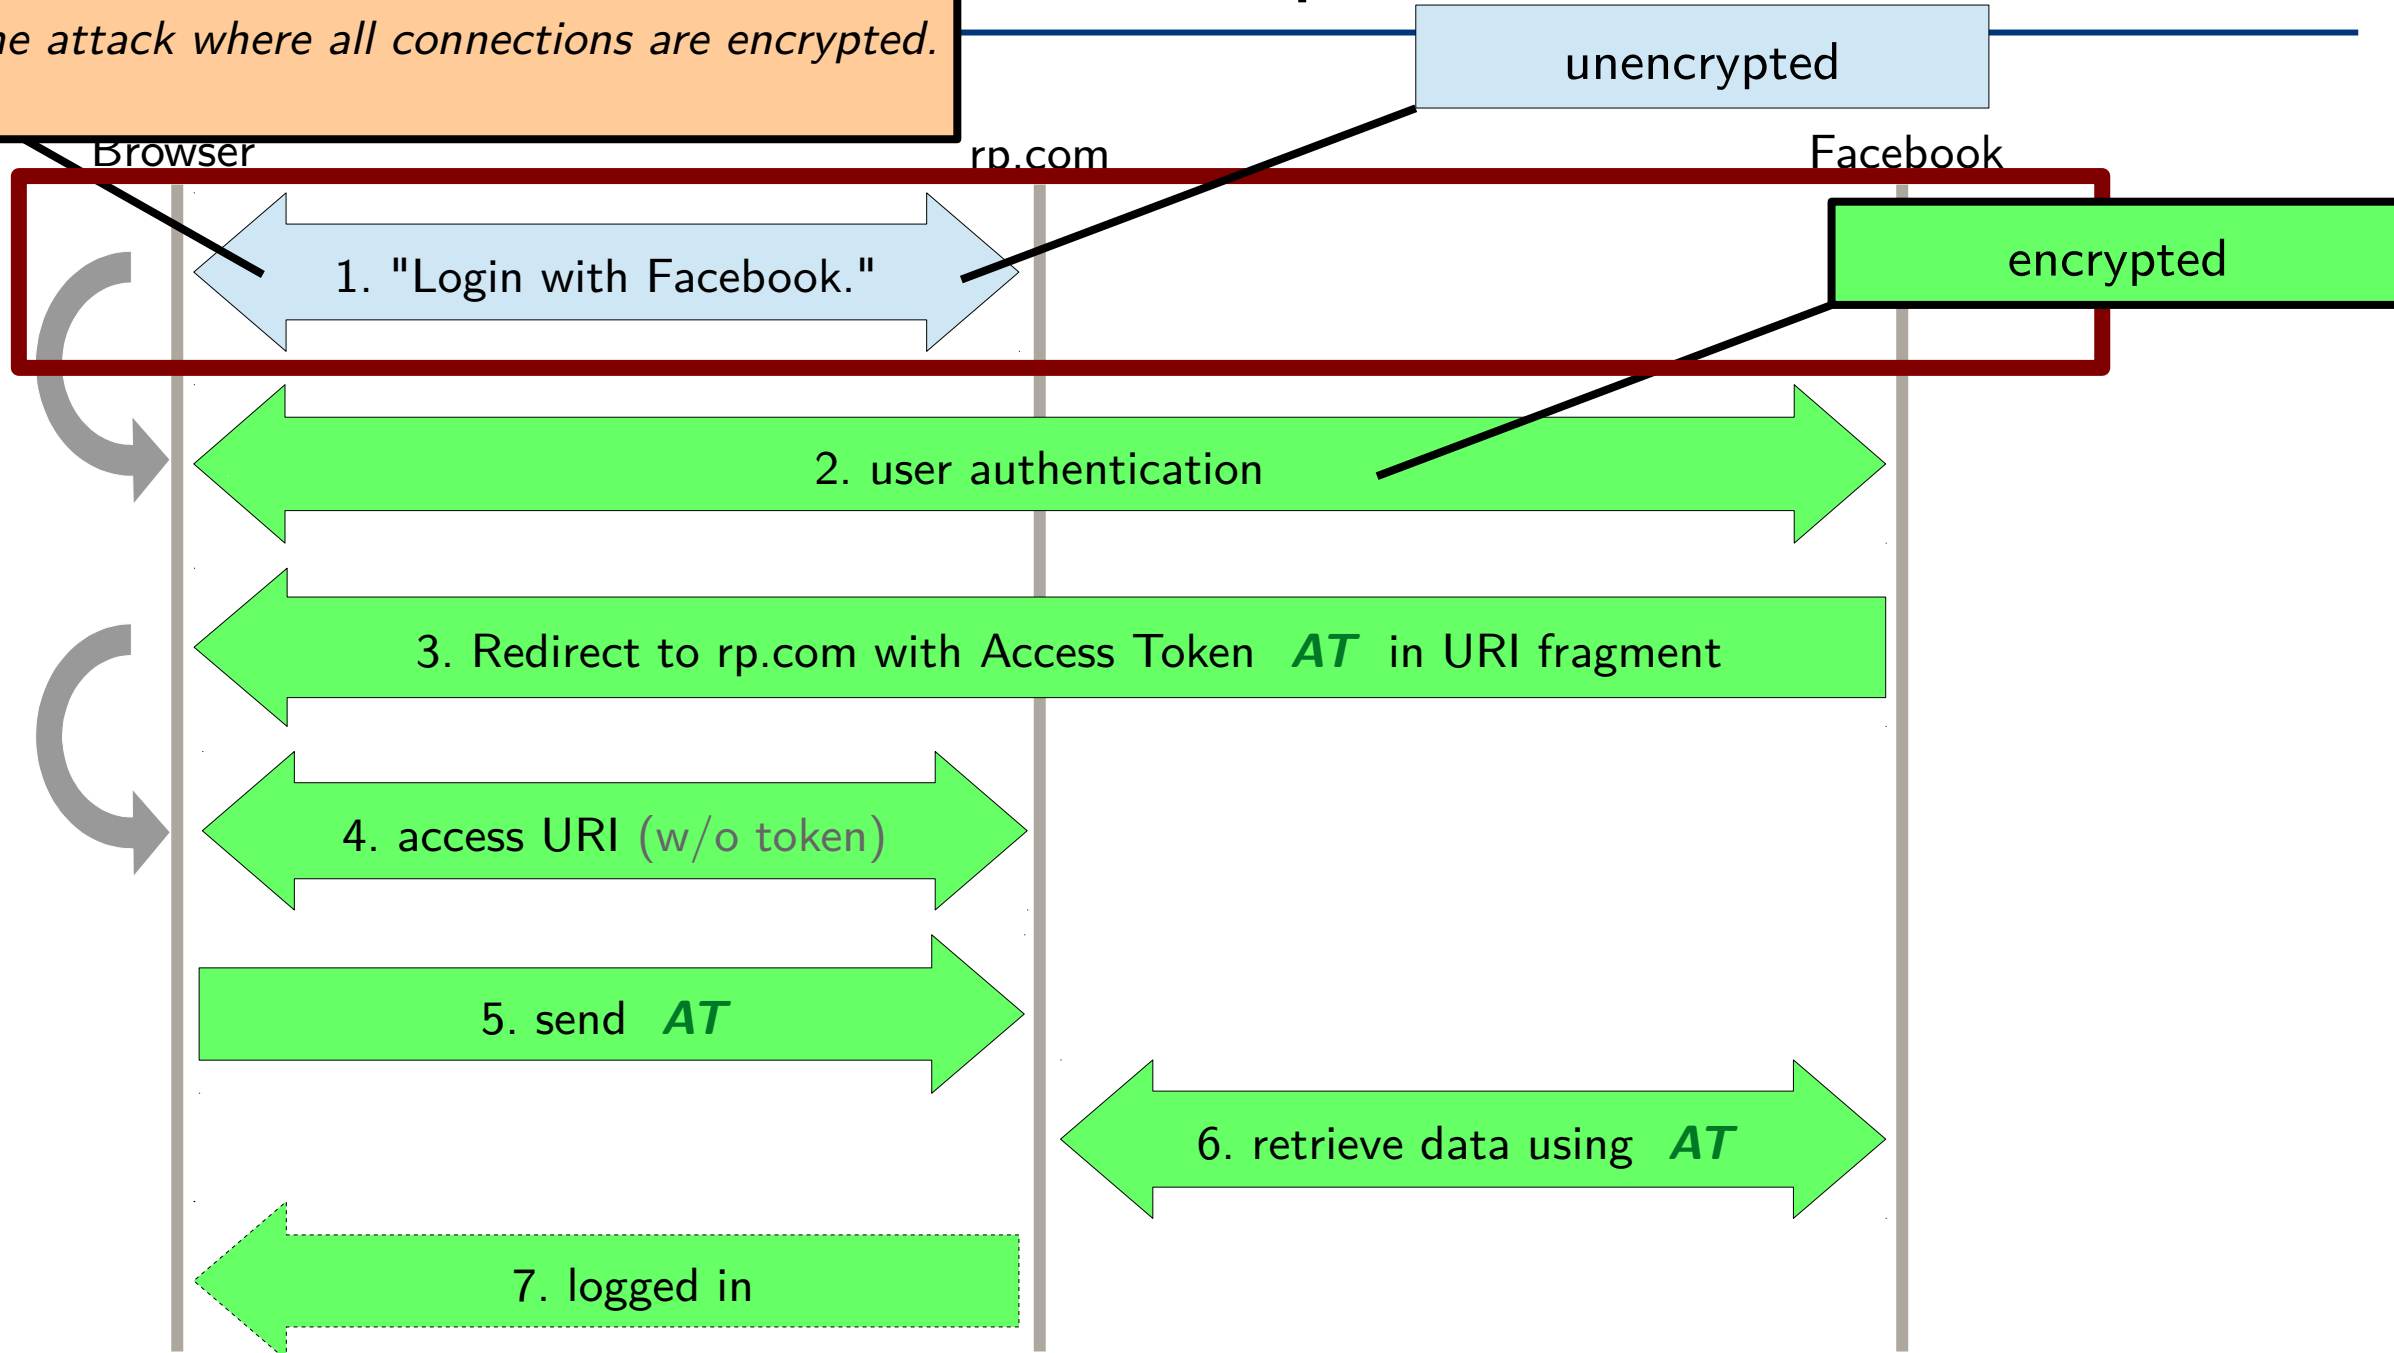 attack where all connections are encrypted.
unencrypted
Browser
rp.com
Facebook
encrypted
1. "Login with Facebook."
2. user authentication
3. Redirect to rp.com with Access Token AT in URI fragment
4. access URI (w/o token)
5. send AT
6. retrieve data using AT
7. logged in